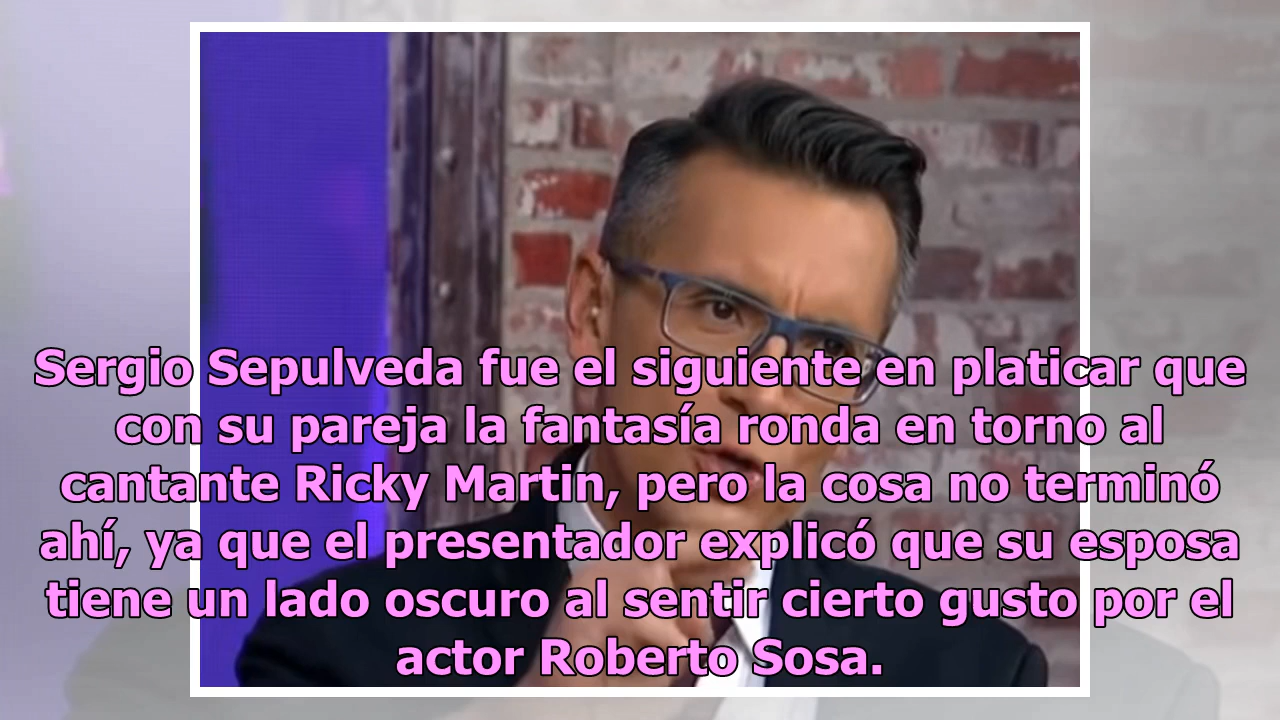 Sergio Sepulveda fue el siguiente en platicar que
con su pareja la fantasía ronda en torno al
cantante Ricky Martin, pero la cosa no terminó
ahí, ya que el presentador explicó que su esposa
tiene un lado oscuro al sentir cierto gusto por el
actor Roberto Sosa.